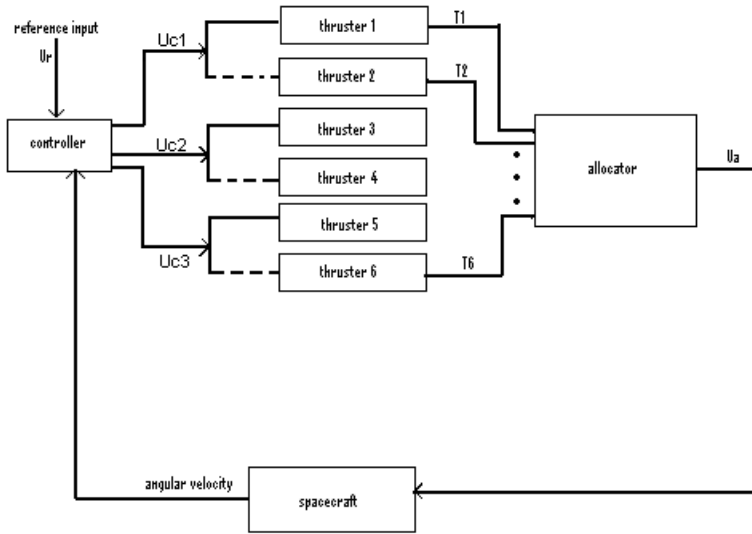 reference input
Ur
controller
Uc1
Uc2
Uc3
thruster 1
thruster 2
thruster 3
thruster 4
thruster 5
thruster 6
T1
T2
T6
allocator
Ua
angular velocity
spacecraft